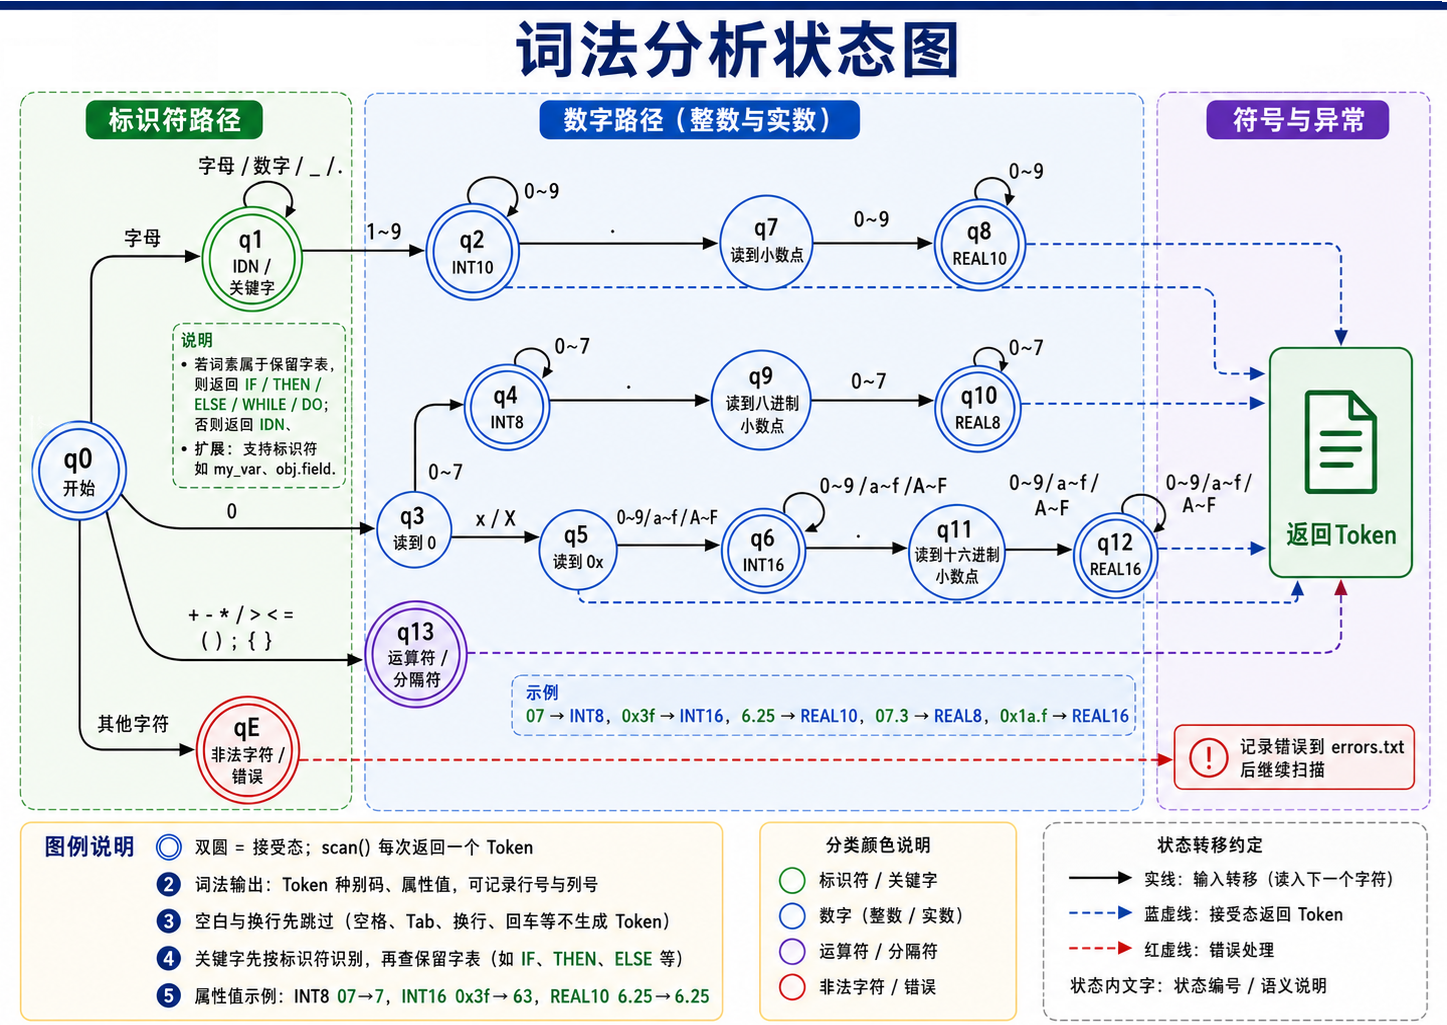 词法分析状态图
标识符路径
字母 / 数字 / _ / .
字母
q1
IDN /
关键字
说明
• 若词素属于保留字表，
则返回 IF / THEN /
ELSE / WHILE / DO；
否则返回 IDN、
• 扩展：支持标识符
如 my_var、obj.field.
q0
开始
0
+ - * / > < =
( ) ; { }
其他字符
qE
非法字符 /
错误
数字路径（整数与实数）
1~9
q2
INT10
0~9
.
q7
读到小数点
0~9
q8
REAL10
0~9
q4
INT8
0~7
.
q9
读到八进制
小数点
0~7
q10
REAL8
0~7
0~7
q3
读到 0
x / X
q5
读到 0x
0~9/a~f/A~F
q6
INT16
0~9/a~f/A~F
.
q11
读到十六进制
小数点
0~9/a~f/
A~F
q12
REAL16
0~9/a~f/
A~F
q13
运算符 /
分隔符
示例
07 → INT8，0x3f → INT16，6.25 → REAL10，07.3 → REAL8，0x1a.f → REAL16
符号与异常
返回Token
! 记录错误到 errors.txt
后继续扫描
图例说明
双圆 = 接受态；scan() 每次返回一个 Token
2 词法输出：Token 种别码、属性值，可记录行号与列号
3 空白与换行先跳过（空格、Tab、换行、回车等不生成 Token）
4 关键字先按标识符识别，再查保留字表（如 IF、THEN、ELSE 等）
5 属性值示例：INT8 07→7，INT16 0x3f→63，REAL10 6.25→6.25
分类颜色说明
标识符 / 关键字
数字（整数 / 实数）
运算符 / 分隔符
非法字符 / 错误
状态转移约定
实线：输入转移（读入下一个字符）
蓝虚线：接受态返回 Token
红虚线：错误处理
状态内文字：状态编号 / 语义说明